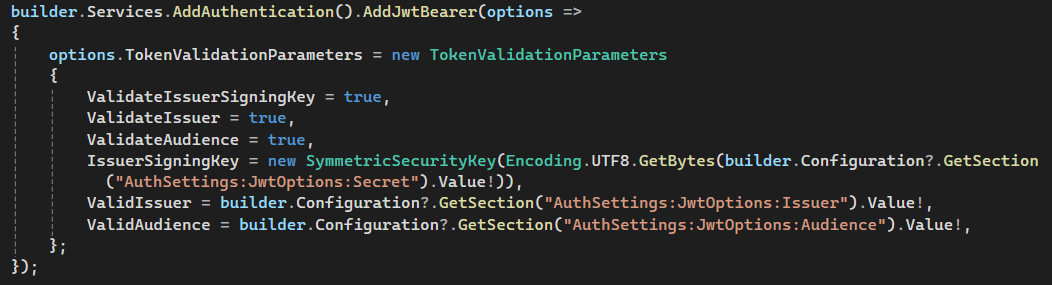 builder.Services.AddAuthentication().AddJwtBearer(options =>
{
    options.TokenValidationParameters = new TokenValidationParameters
    {
        ValidateIssuerSigningKey = true,
        ValidateIssuer = true,
        ValidateAudience = true,
        IssuerSigningKey = new SymmetricSecurityKey(Encoding.UTF8.GetBytes(builder.Configuration?.GetSection
          ("AuthSettings:JwtOptions:Secret").Value!)),
        ValidIssuer = builder.Configuration?.GetSection("AuthSettings:JwtOptions:Issuer").Value!,
        ValidAudience = builder.Configuration?.GetSection("AuthSettings:JwtOptions:Audience").Value!,
    };
});